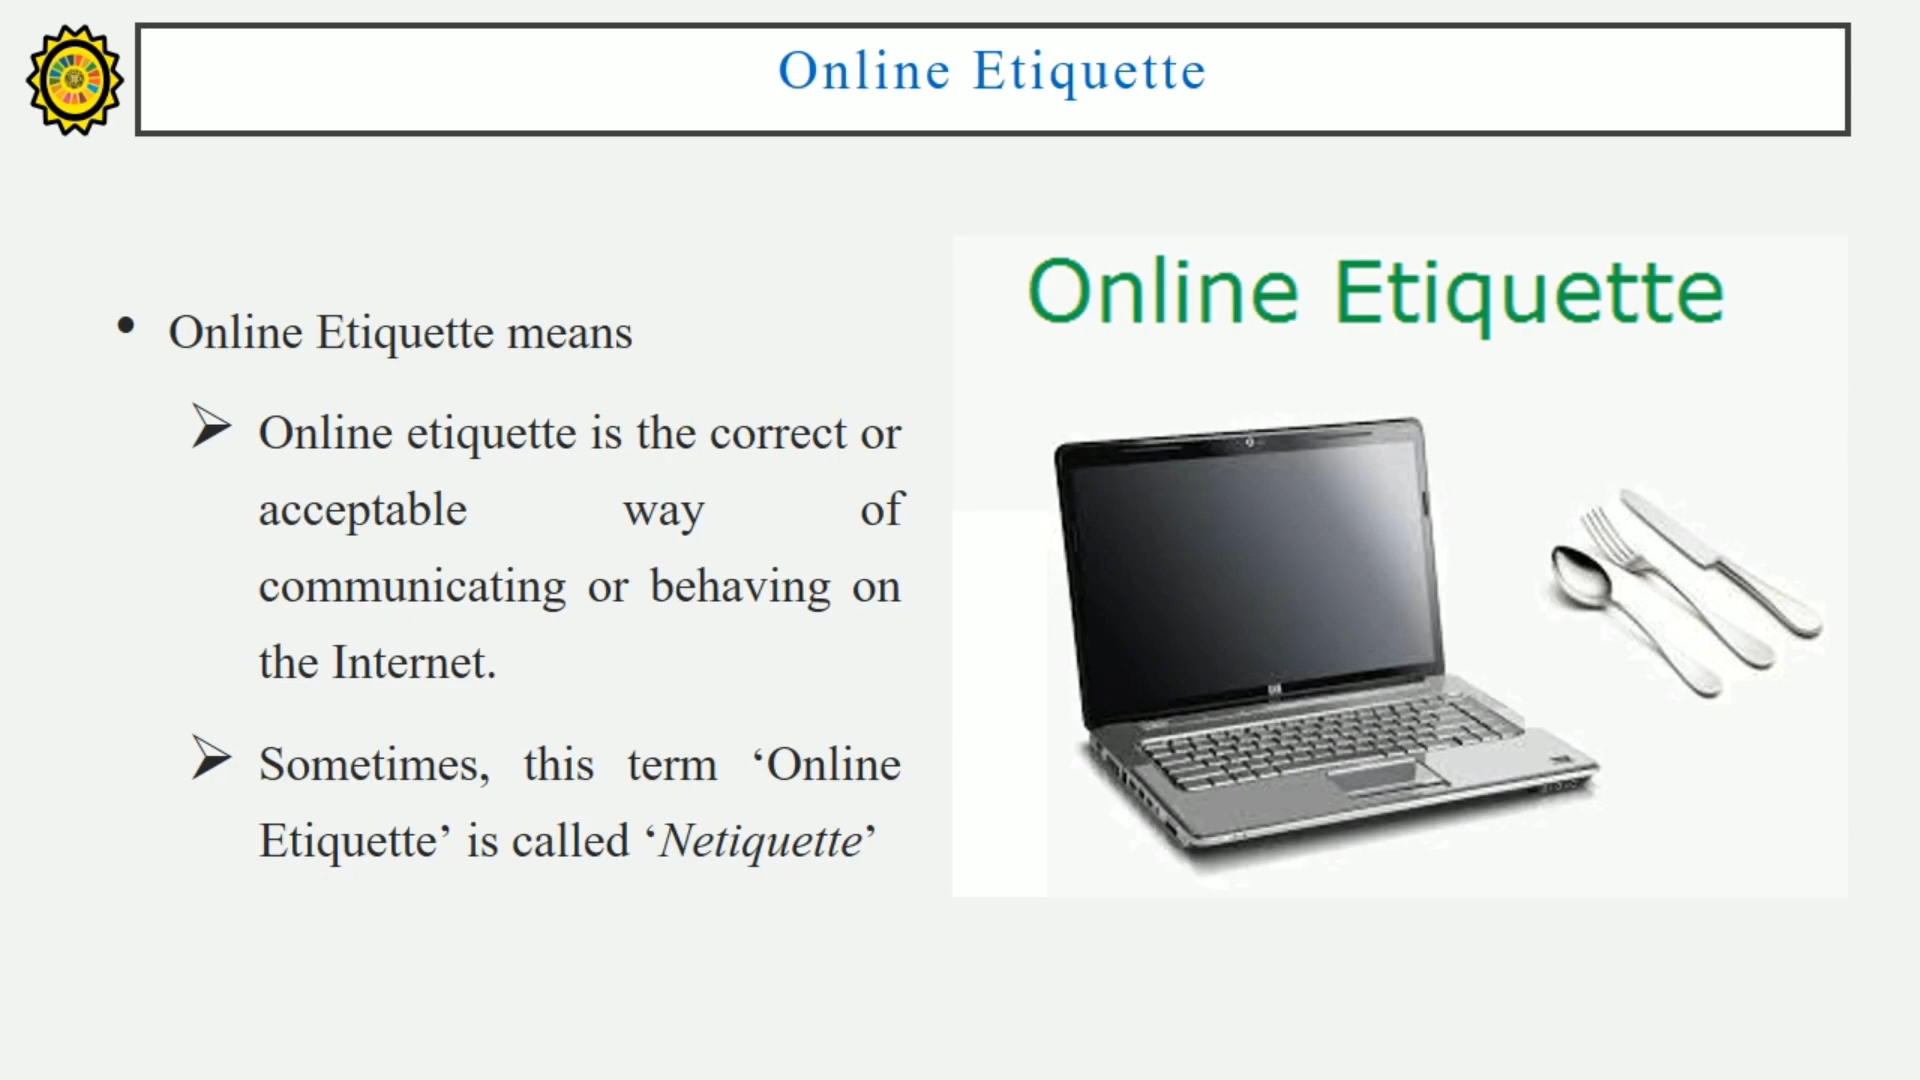 Online Etiquette
• Online Etiquette means
➢ Online etiquette is the correct or
acceptable way of
communicating or behaving on
the Internet.
➢ Sometimes, this term ‘Online
Etiquette’ is called ‘Netiquette’
Online Etiquette
hp